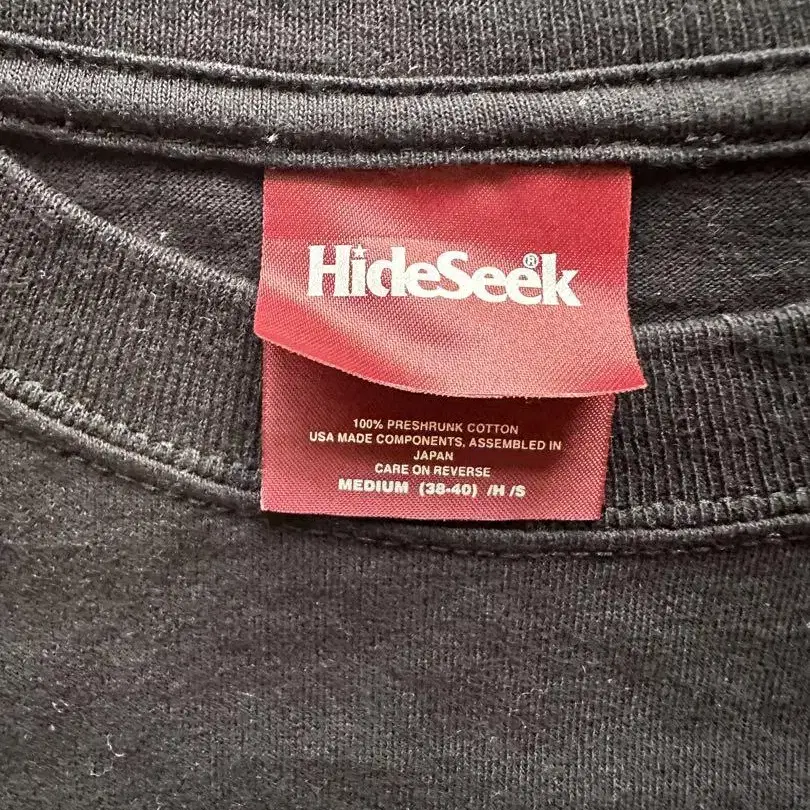 HideSeek®
100% PRESHRUNK COTTON
USA MADE COMPONENTS, ASSEMBLED IN
JAPAN
CARE ON REVERSE
MEDIUM (38-40) /H /S